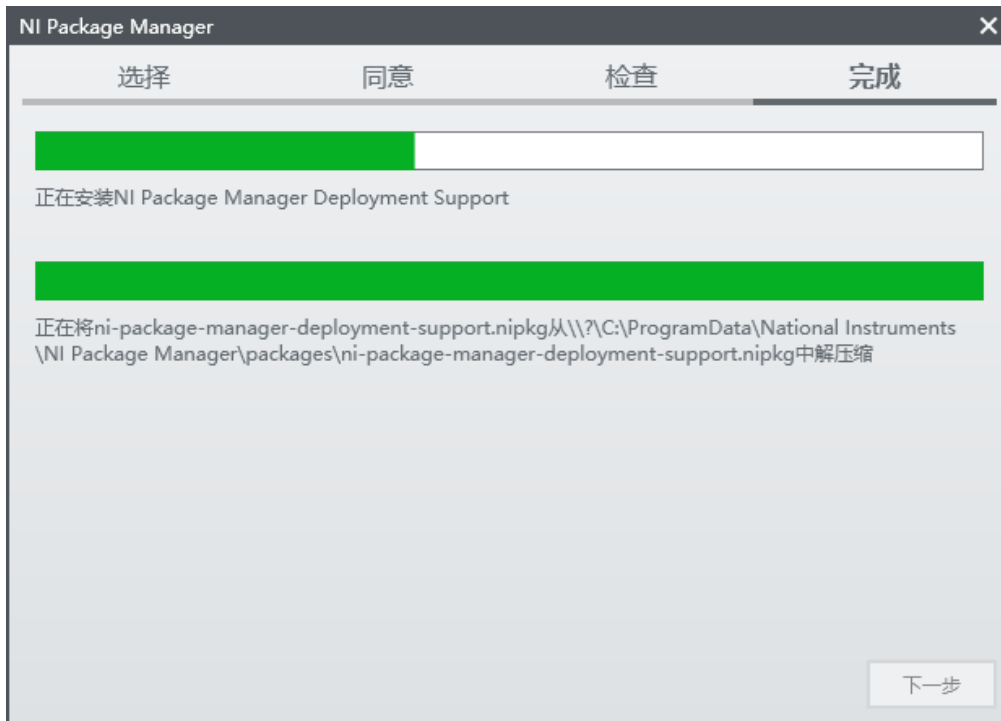 NI Package Manager
选择 同意 检查 完成
正在安装NI Package Manager Deployment Support
正在将ni-package-manager-deployment-support.nipkg从\\?\C:\ProgramData\National Instruments
\NI Package Manager\packages\ni-package-manager-deployment-support.nipkg中解压缩
下一步